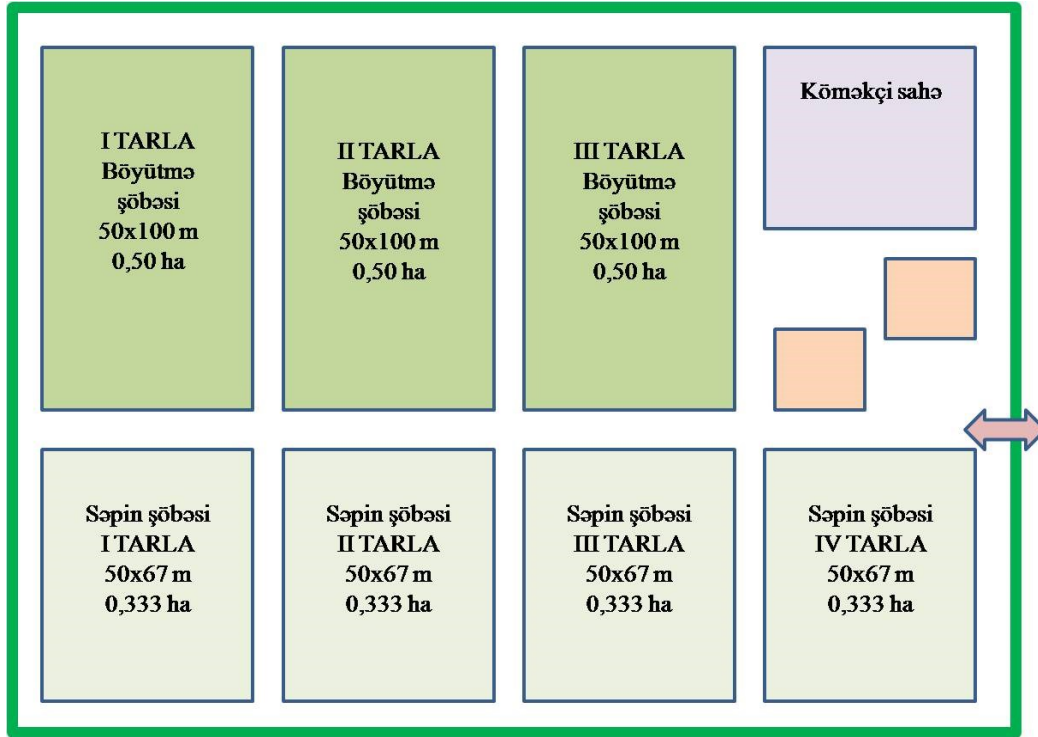 I TARLA
Böyütmə
şöbəsi
50x100 m
0,50 ha
II TARLA
Böyütmə
şöbəsi
50x100 m
0,50 ha
III TARLA
Böyütmə
şöbəsi
50x100 m
0,50 ha
Köməkçi sahə
Səpin şöbəsi
I TARLA
50x67 m
0,333 ha
Səpin şöbəsi
II TARLA
50x67 m
0,333 ha
Səpin şöbəsi
III TARLA
50x67 m
0,333 ha
Səpin şöbəsi
IV TARLA
50x67 m
0,333 ha